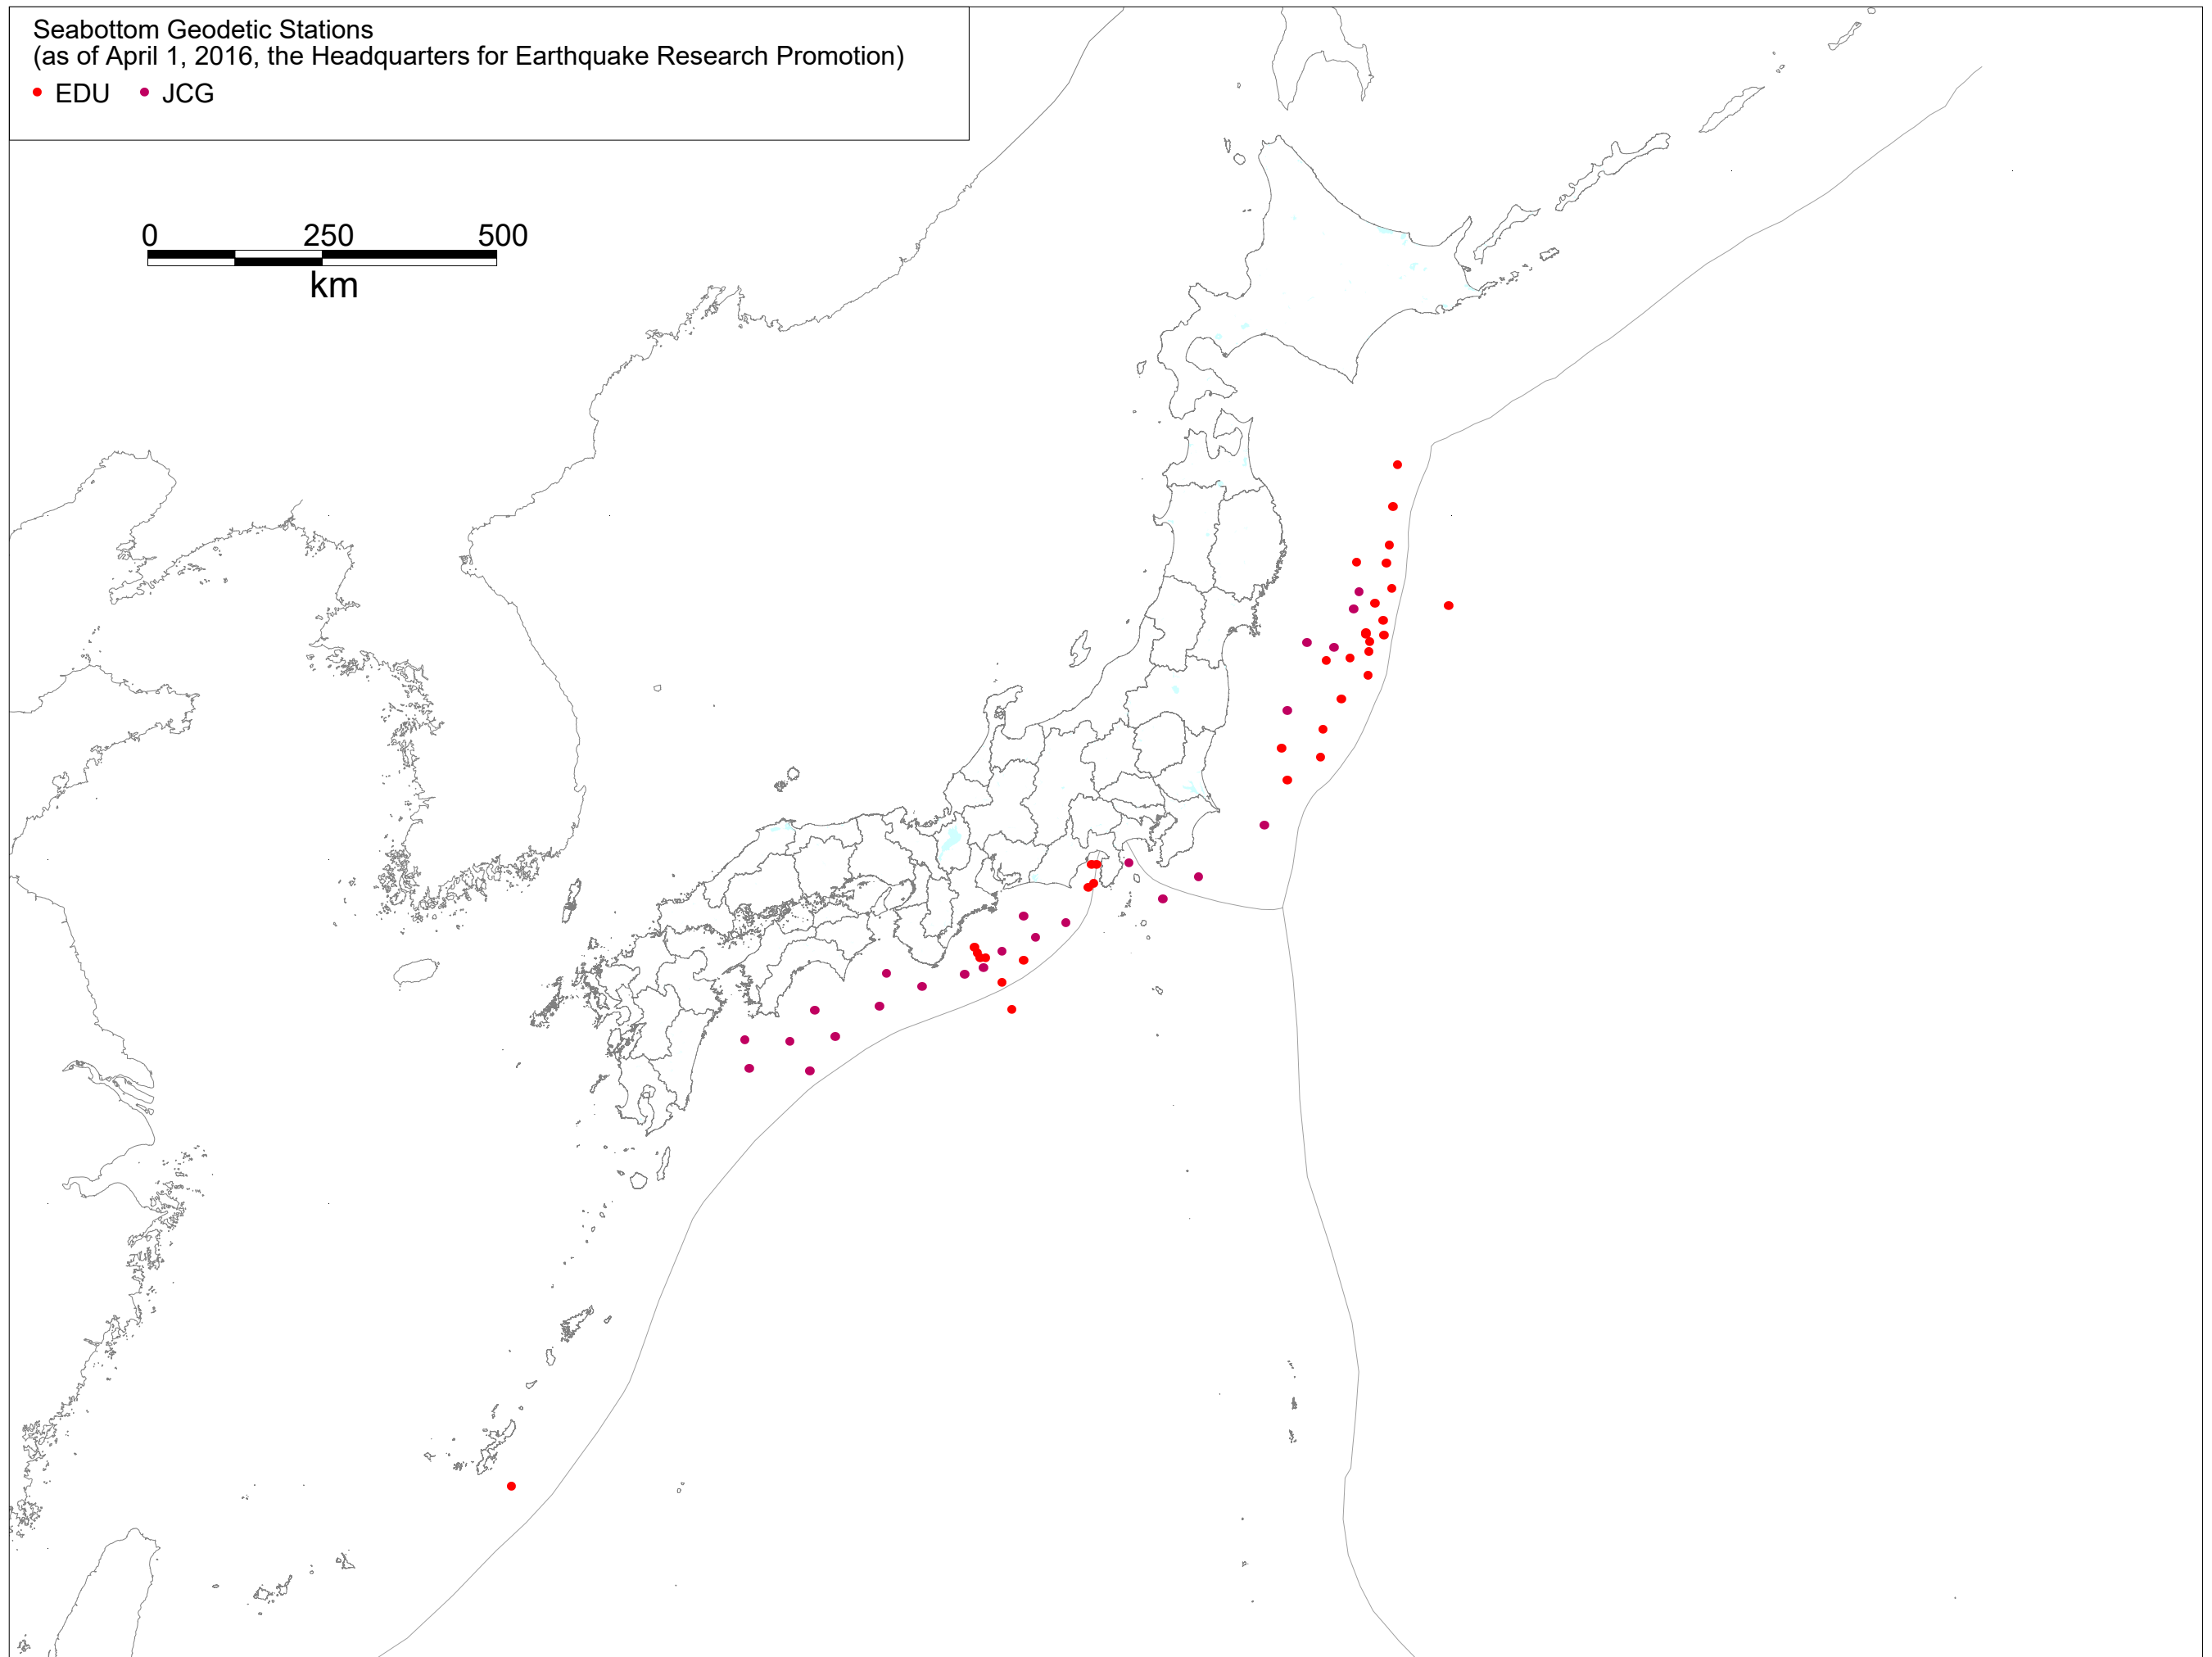 Seabottom Geodetic Stations
(as of April 1, 2016, the Headquarters for Earthquake Research Promotion)
EDU JCG
0 250 500
km